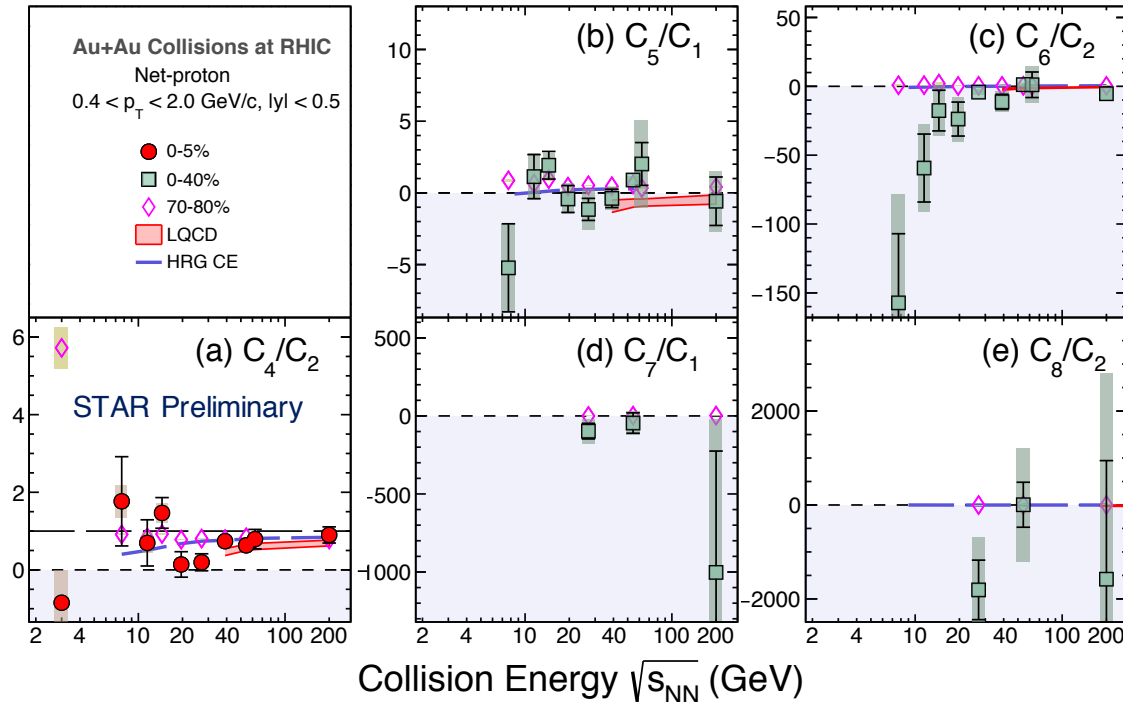 Au+Au Collisions at RHIC
Net-proton
0.4 < p_T < 2.0 GeV/c, |y| < 0.5
0-5%
0-40%
70-80%
LQCD
HRG CE
(b) C_5/C_1
10
5
0
−5
(c) C_6/C_2
50
0
−50
−100
−150
(a) C_4/C_2
STAR Preliminary
6
4
2
1
0
2 3 4 10 20 40 100 200
(d) C_7/C_1
0
−500
−1000
2 3 4 10 20 40 100 200
(e) C_8/C_2
2000
0
−2000
2 3 4 10 20 40 100 200
Collision Energy √s_NN (GeV)